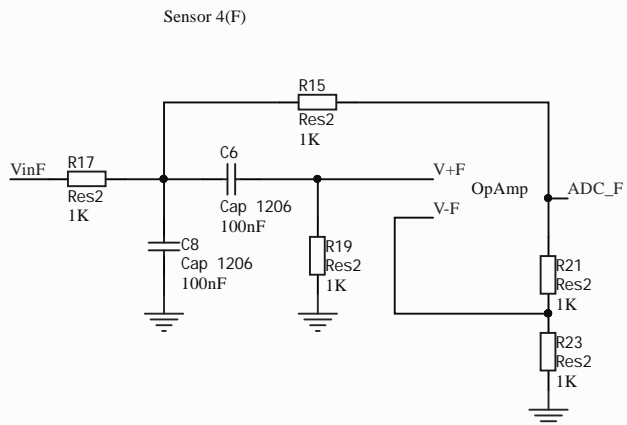 Sensor 4(F)
R15
Res2
1K
VinF
R17
Res2
1K
C6
Cap 1206
100nF
V+F
OpAmp
ADC_F
V-F
C8
Cap 1206
100nF
R19
Res2
1K
R21
Res2
1K
R23
Res2
1K